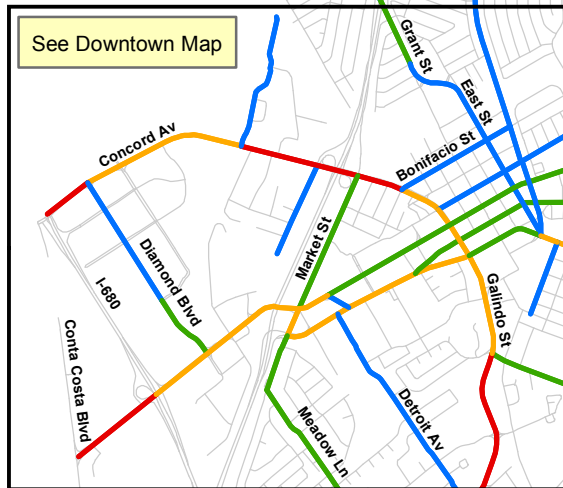 See Downtown Map
Grant St
East St
Concord Av
Bonifacio St
Market St
Diamond Blvd
I-680
Galindo St
Conta Costa Blvd
Detroit Av
Meadow Ln